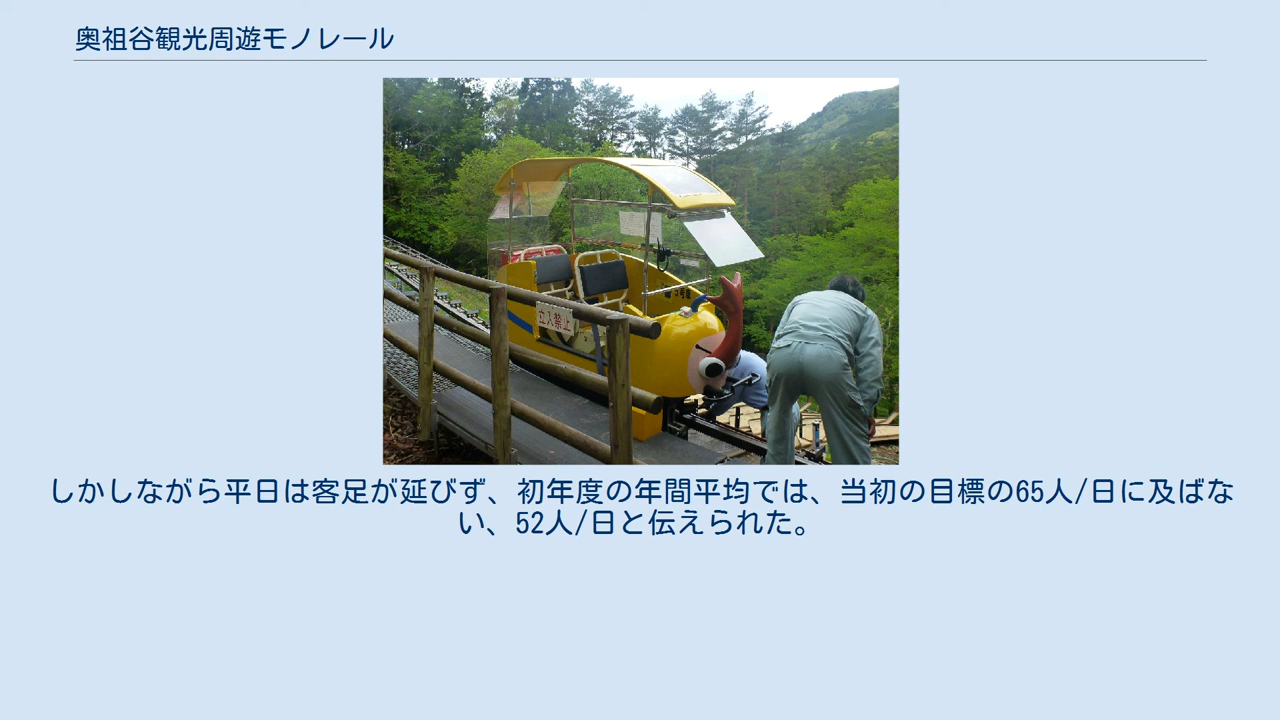 奥祖谷観光周遊モノレール
立入禁止
しかしながら平日は客足が延びず、初年度の年間平均では、当初の目標の65人/日に及ばな
い、52人/日と伝えられた。